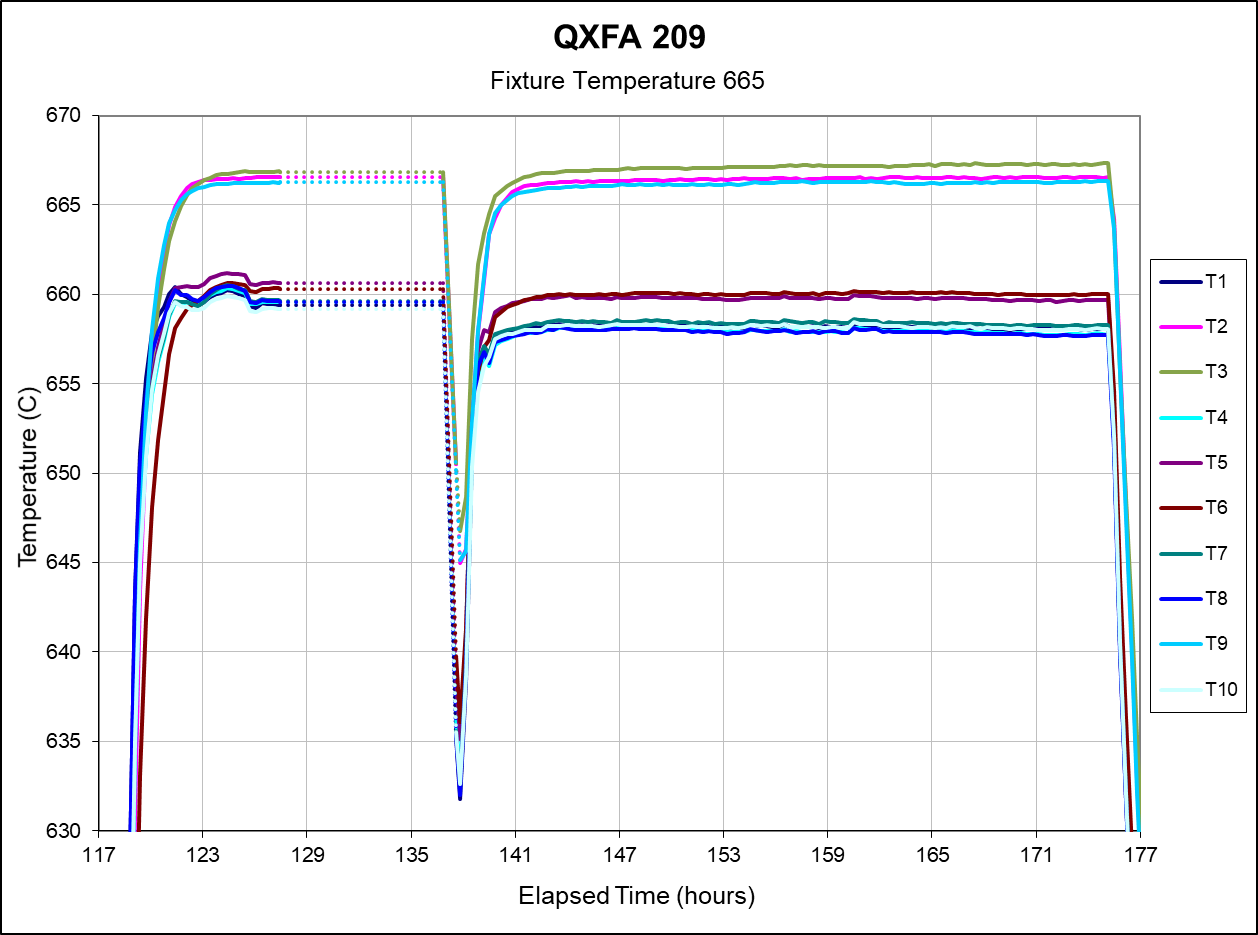 QXFA 209
Fixture Temperature 665
670
665
660
655
650
645
640
635
630
Temperature (C)
117 123 129 135 141 147 153 159 165 171 177
Elapsed Time (hours)
T1
T2
T3
T4
T5
T6
T7
T8
T9
T10